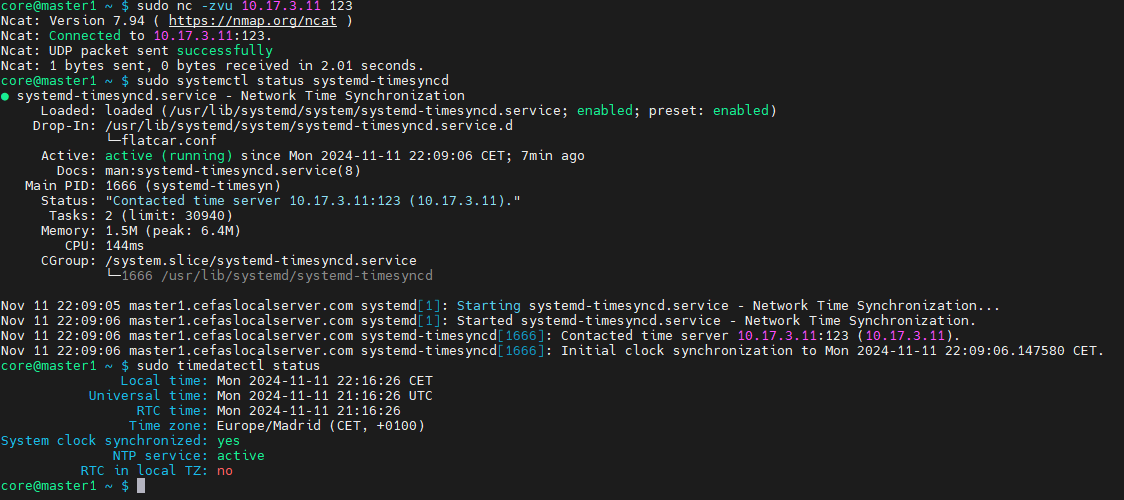 core@master1 ~ $ sudo nc -zvu 10.17.3.11 123
Ncat: Version 7.94 ( https://nmap.org/ncat )
Ncat: Connected to 10.17.3.11:123.
Ncat: UDP packet sent successfully
Ncat: 1 bytes sent, 0 bytes received in 2.01 seconds.
core@master1 ~ $ sudo systemctl status systemd-timesyncd
● systemd-timesyncd.service - Network Time Synchronization
     Loaded: loaded (/usr/lib/systemd/system/systemd-timesyncd.service; enabled; preset: enabled)
    Drop-In: /usr/lib/systemd/system/systemd-timesyncd.service.d
             └─flatcar.conf
     Active: active (running) since Mon 2024-11-11 22:09:06 CET; 7min ago
       Docs: man:systemd-timesyncd.service(8)
   Main PID: 1666 (systemd-timesyn)
     Status: "Contacted time server 10.17.3.11:123 (10.17.3.11)."
      Tasks: 2 (limit: 30940)
     Memory: 1.5M (peak: 6.4M)
        CPU: 144ms
     CGroup: /system.slice/systemd-timesyncd.service
             └─1666 /usr/lib/systemd/systemd-timesyncd

Nov 11 22:09:05 master1.cefaslocalserver.com systemd[1]: Starting systemd-timesyncd.service - Network Time Synchronization...
Nov 11 22:09:06 master1.cefaslocalserver.com systemd[1]: Started systemd-timesyncd.service - Network Time Synchronization.
Nov 11 22:09:06 master1.cefaslocalserver.com systemd-timesyncd[1666]: Contacted time server 10.17.3.11:123 (10.17.3.11).
Nov 11 22:09:06 master1.cefaslocalserver.com systemd-timesyncd[1666]: Initial clock synchronization to Mon 2024-11-11 22:09:06.147580 CET.
core@master1 ~ $ sudo timedatectl status
               Local time: Mon 2024-11-11 22:16:26 CET
           Universal time: Mon 2024-11-11 21:16:26 UTC
                 RTC time: Mon 2024-11-11 21:16:26
                Time zone: Europe/Madrid (CET, +0100)
System clock synchronized: yes
              NTP service: active
          RTC in local TZ: no
core@master1 ~ $